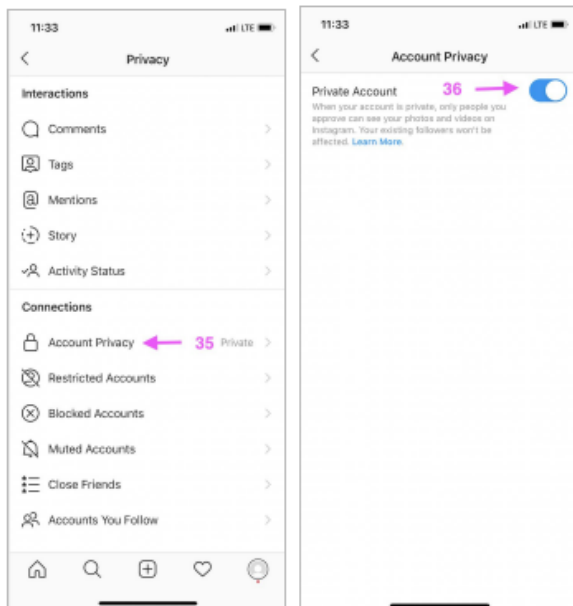 11:33
LTE
Privacy
Interactions
Comments
Tags
Mentions
Story
Activity Status
Connections
Account Privacy 35 Private
Restricted Accounts
Blocked Accounts
Muted Accounts
Close Friends
Accounts You Follow
11:33
LTE
Account Privacy
Private Account 36
When your account is private, only people you
approve can see your photos and videos on
Instagram. Your existing followers won't be
affected. Learn More.